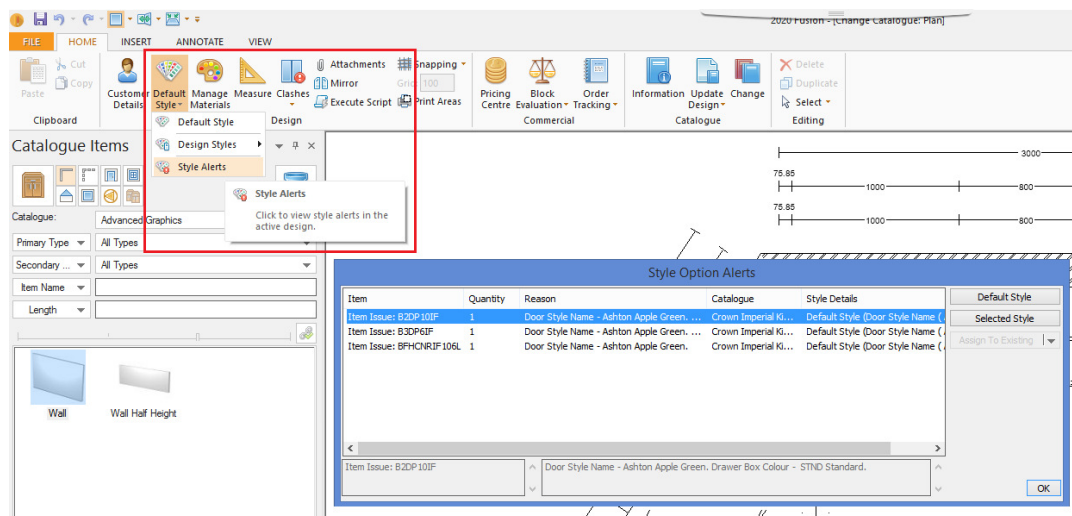 2020 Fusion - [Change Catalogue: Plan]
FILE HOME INSERT ANNOTATE VIEW
Paste
Cut
Copy
Clipboard
Customer Details
Default Style
Manage Materials
Measure
Clashes
Attachments
Mirror
Execute Script
Snapping
Grid 100
Print Areas
Design
Pricing Centre
Block Evaluation
Order Tracking
Commercial
Information
Update Design
Change
Catalogue
Delete
Duplicate
Select
Editing
Default Style
Design Styles
Style Alerts
Style Alerts
Click to view style alerts in the
active design.
Catalogue Items
Catalogue: Advanced Graphics
Primary Type All Types
Secondary ... All Types
Item Name
Length
Wall
Wall Half Height
3000
75.85
1000 800
75.85
1000 800
Style Option Alerts
Item Quantity Reason Catalogue Style Details
Item Issue: B2DP10IF 1 Door Style Name - Ashton Apple Green. ... Crown Imperial Ki... Default Style (Door Style Name (
Item Issue: B3DP6IF 1 Door Style Name - Ashton Apple Green. ... Crown Imperial Ki... Default Style (Door Style Name (
Item Issue: BFHCNRIF106L 1 Door Style Name - Ashton Apple Green. Crown Imperial Ki... Default Style (Door Style Name (
Default Style
Selected Style
Assign To Existing
Item Issue: B2DP10IF
Door Style Name - Ashton Apple Green. Drawer Box Colour - STND Standard.
OK